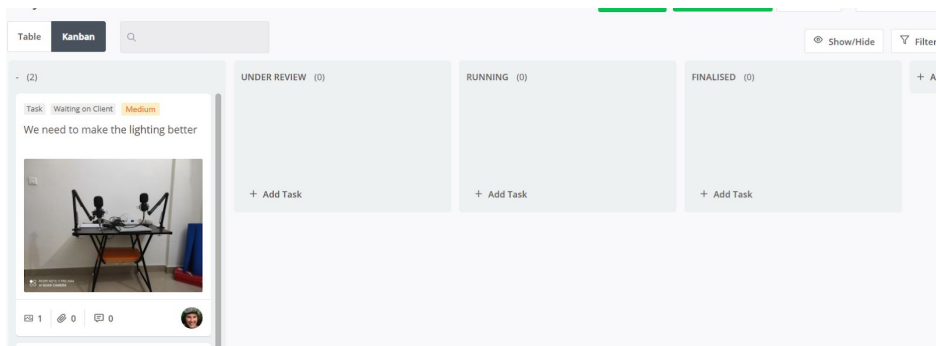 Table Kanban
Show/Hide
Filter
- (2)
UNDER REVIEW (0)
RUNNING (0)
FINALISED (0)
+ A
Task Waiting on Client Medium
We need to make the lighting better
+ Add Task
+ Add Task
+ Add Task
1 0 0